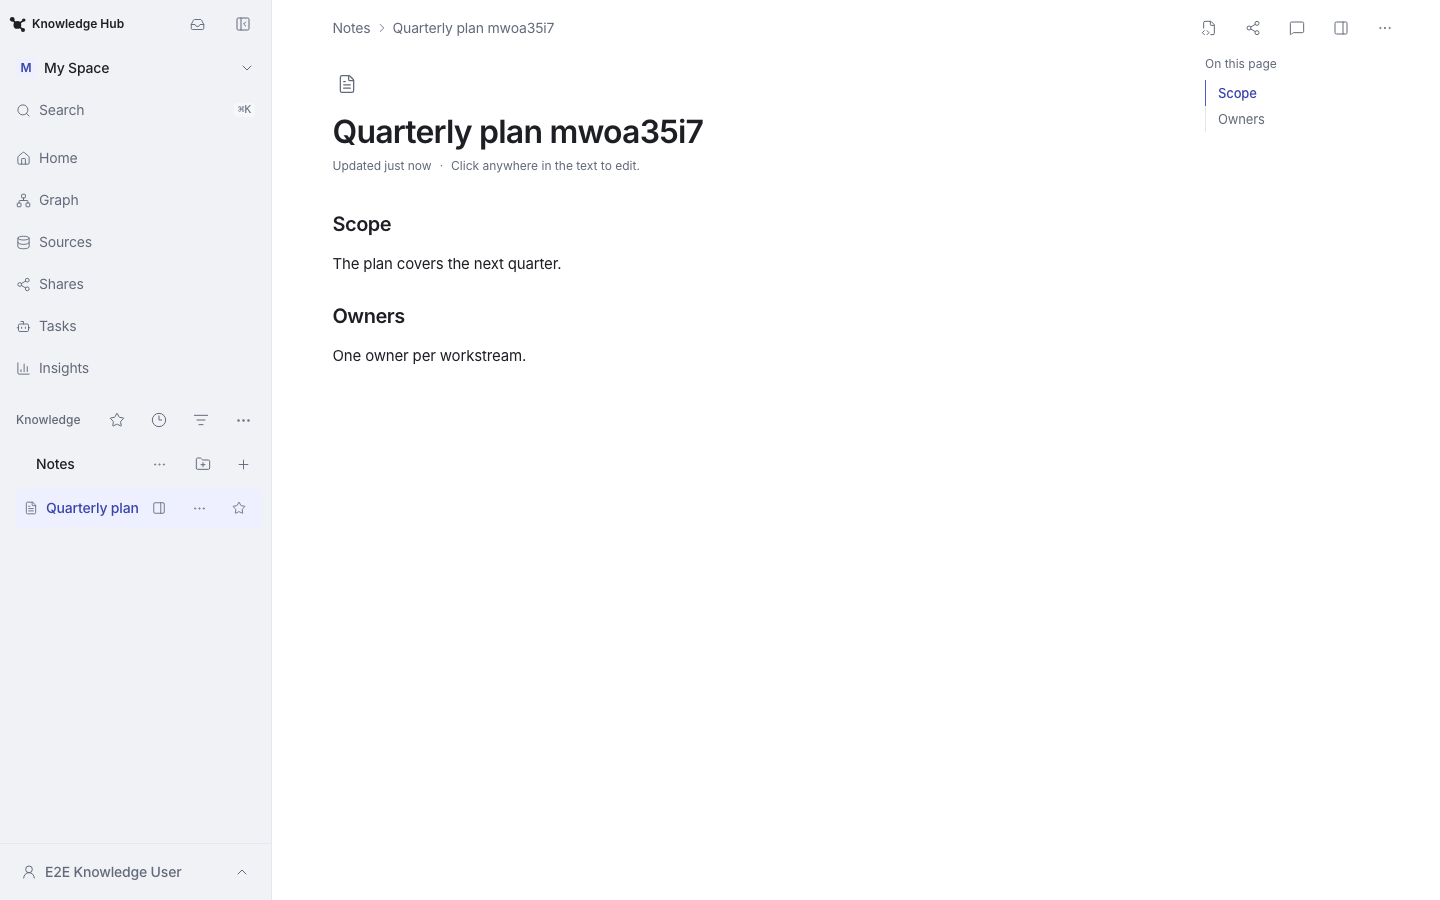 Knowledge Hub
M My Space
Search ⌘K
Home
Graph
Sources
Shares
Tasks
Insights
Knowledge
Notes
Quarterly plan
E2E Knowledge User
Notes > Quarterly plan mwoa35i7
Quarterly plan mwoa35i7
Updated just now · Click anywhere in the text to edit.
Scope
The plan covers the next quarter.
Owners
One owner per workstream.
On this page
Scope
Owners